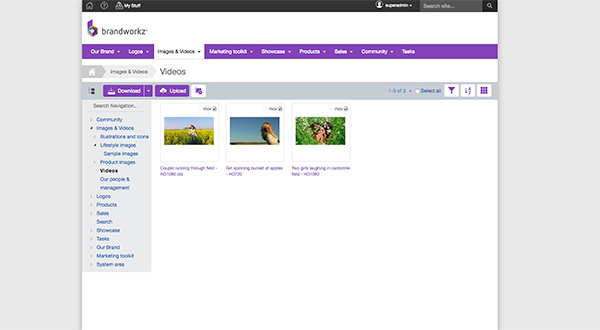 My Stuff superadmin Search site...
brandworkz
Our Brand Logos Images & Videos Marketing toolkit Showcase Products Sales Community Tasks
Images & Videos Videos
Download Upload 1-3 of 3 Select all
Search Navigation...
Community
Images & Videos
Illustrations and icons
Lifestyle images
Sample images
Product images
Videos
Our people &
management
Logos
Products
Sales
Search
Showcase
Tasks
Our Brand
Marketing toolkit
System area
mov mov mov
Couple running through field -
HD1080 old
Girl spinning bucket of apples
- HD720
Two girls laughing in camomile
field - HD1080